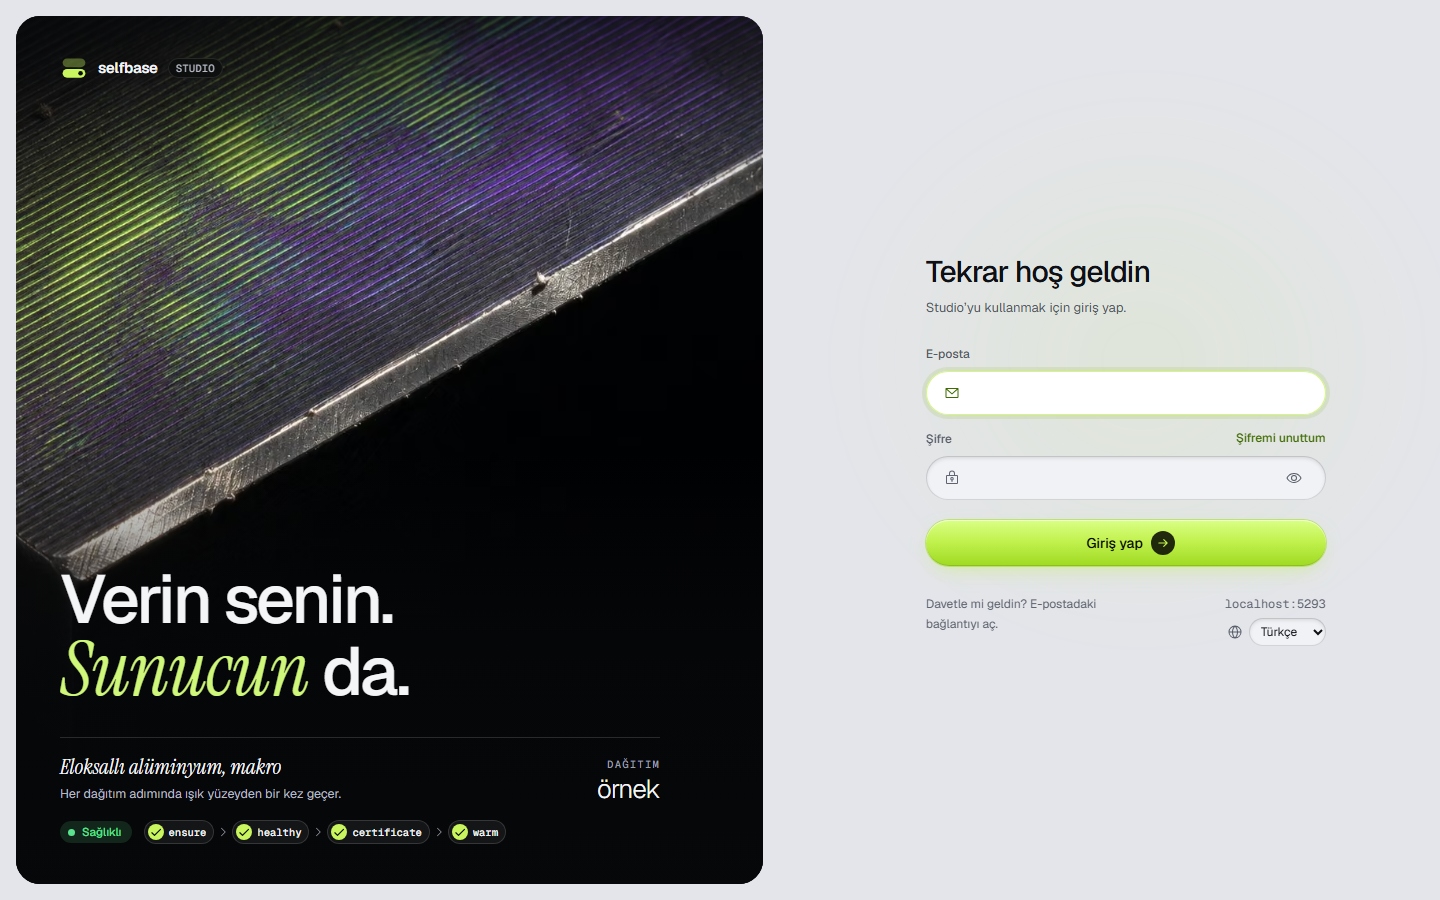 selfbase STUDIO
Verin senin.
Sunucun da.
Eloksallı alüminyum, makro
Her dağıtım adımında ışık yüzeyden bir kez geçer.
DAĞITIM
örnek
Sağlıklı ensure healthy certificate warm
Tekrar hoş geldin
Studio'yu kullanmak için giriş yap.
E-posta
Şifre Şifremi unuttum
Giriş yap
Davetle mi geldin? E-postadaki
bağlantıyı aç.
localhost:5293
Türkçe